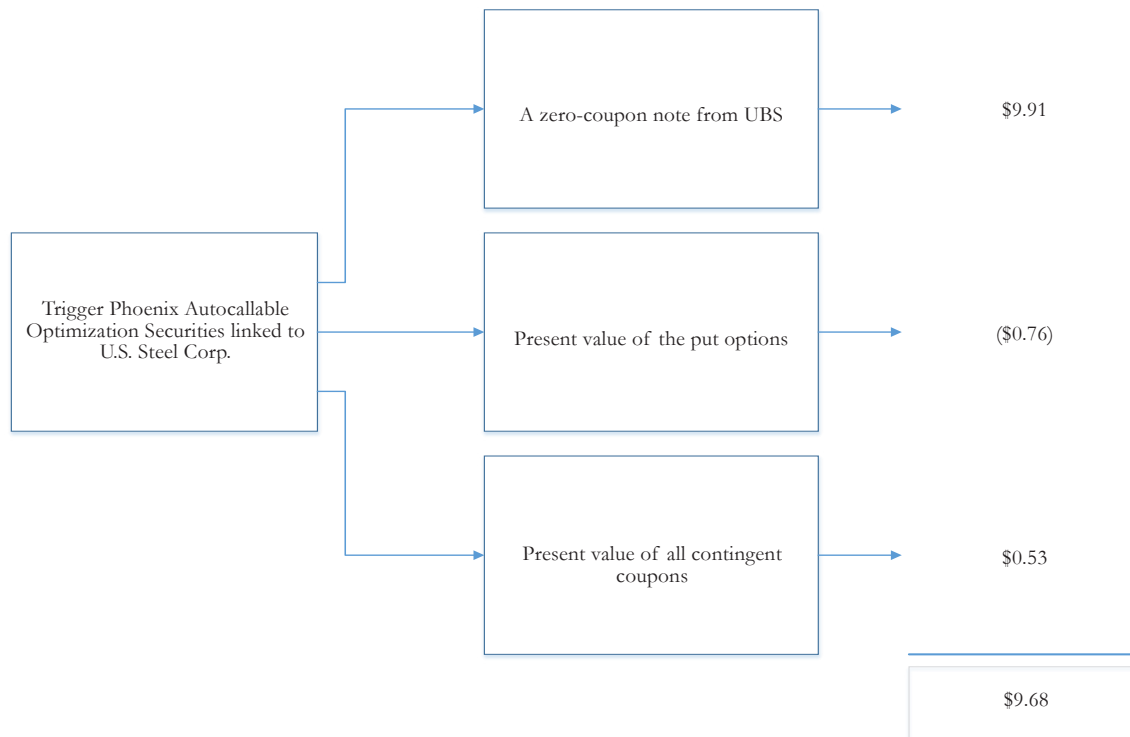 A zero-coupon note from UBS
$9.91
Trigger Phoenix Autocallable
Optimization Securities linked to
U.S. Steel Corp.
Present value of the put options
($0.76)
Present value of all contingent
coupons
$0.53
$9.68